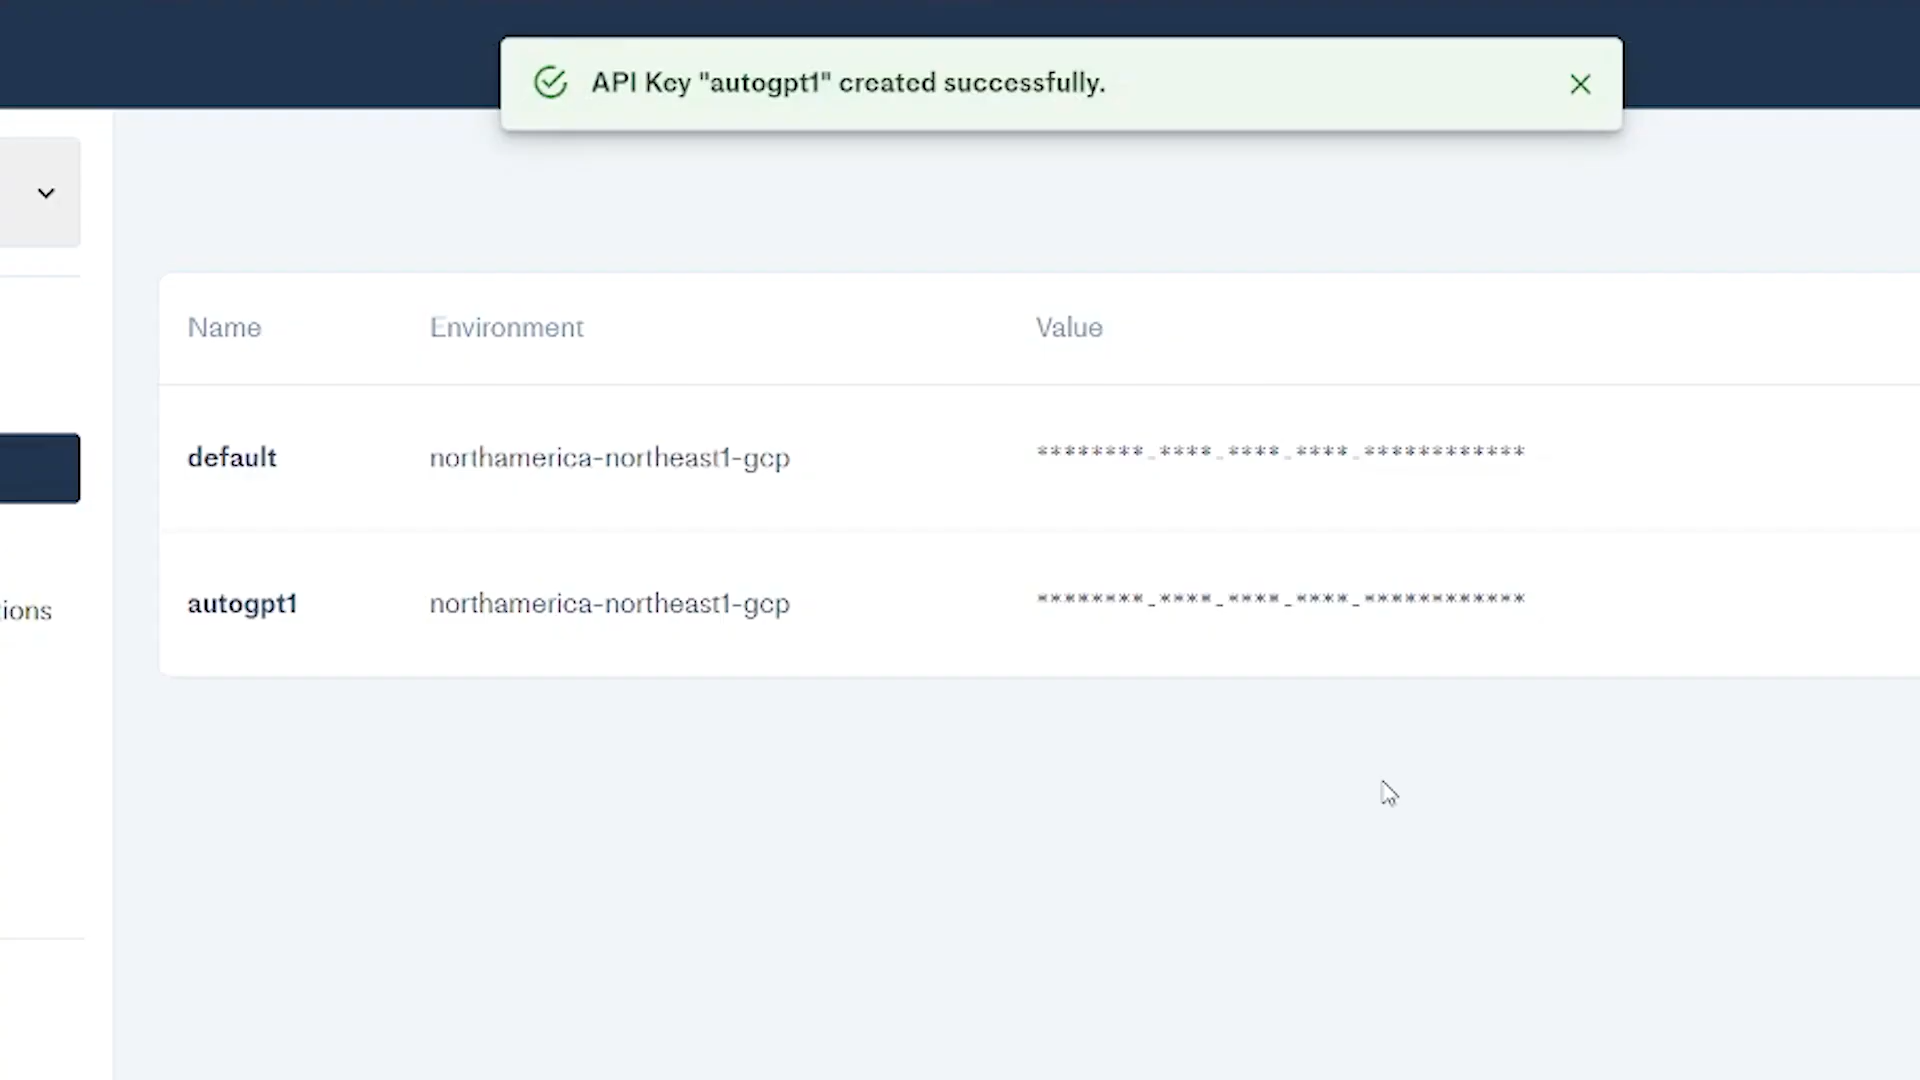 API Key "autogpt1" created successfully.
Name Environment Value
default northamerica-northeast1-gcp ********-****-****-****-************
autogpt1 northamerica-northeast1-gcp ********-****-****-****-************
ions